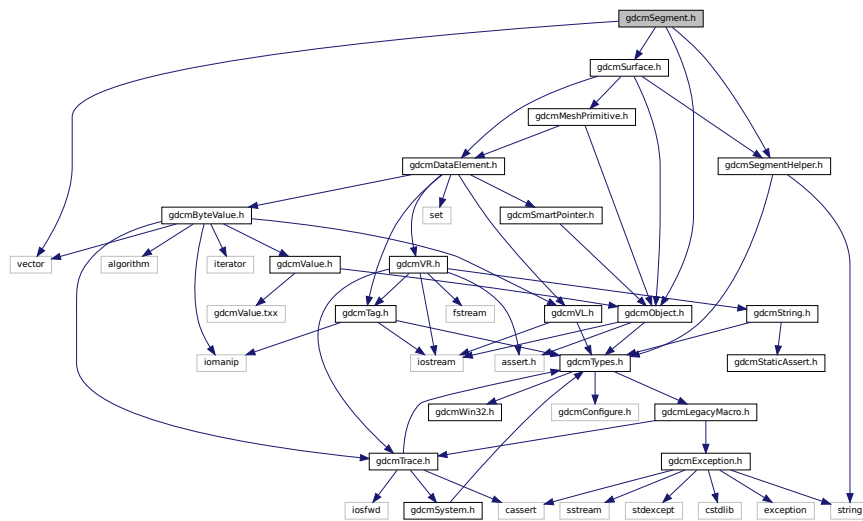 gdcmSegment.h
gdcmSurface.h
gdcmMeshPrimitive.h
gdcmDataElement.h
gdcmSegmentHelper.h
gdcmByteValue.h
set
gdcmSmartPointer.h
vector
algorithm
iterator
gdcmValue.h
gdcmVR.h
gdcmValue.txx
gdcmTag.h
fstream
gdcmVL.h
gdcmObject.h
gdcmString.h
iomanip
iostream
assert.h
gdcmTypes.h
gdcmStaticAssert.h
gdcmWin32.h
gdcmConfigure.h
gdcmLegacyMacro.h
gdcmTrace.h
gdcmException.h
iosfwd
gdcmSystem.h
cassert
sstream
stdexcept
cstdlib
exception
string